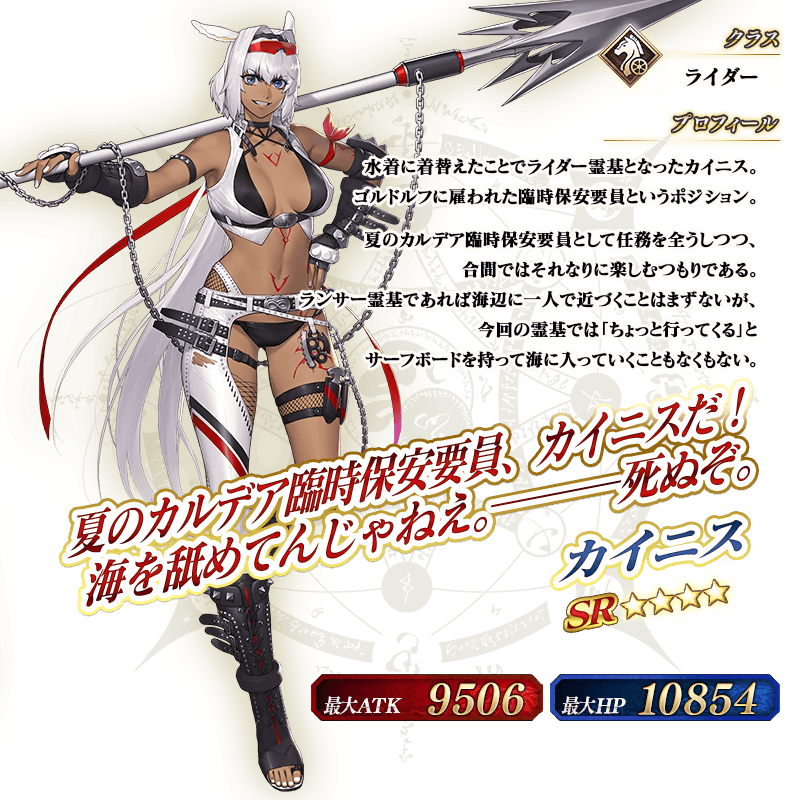 クラス
ライダー
プロフィール
水着に着替えたことでライダー霊基となったカイニス。
ゴルドルフに雇われた臨時保安要員というポジション。
夏のカルデア臨時保安要員として任務を全うしつつ、
合間ではそれなりに楽しむつもりである。
ランサー霊基であれば海辺に一人で近づくことはまずないが、
今回の霊基では「ちょっと行ってくる」と
サーフボードを持って海に入っていくこともなくもない。
夏のカルデア臨時保安要員、カイニスだ！
海を舐めてんじゃねえ。――死ぬぞ。
カイニス
SR
最大ATK 9506
最大HP 10854